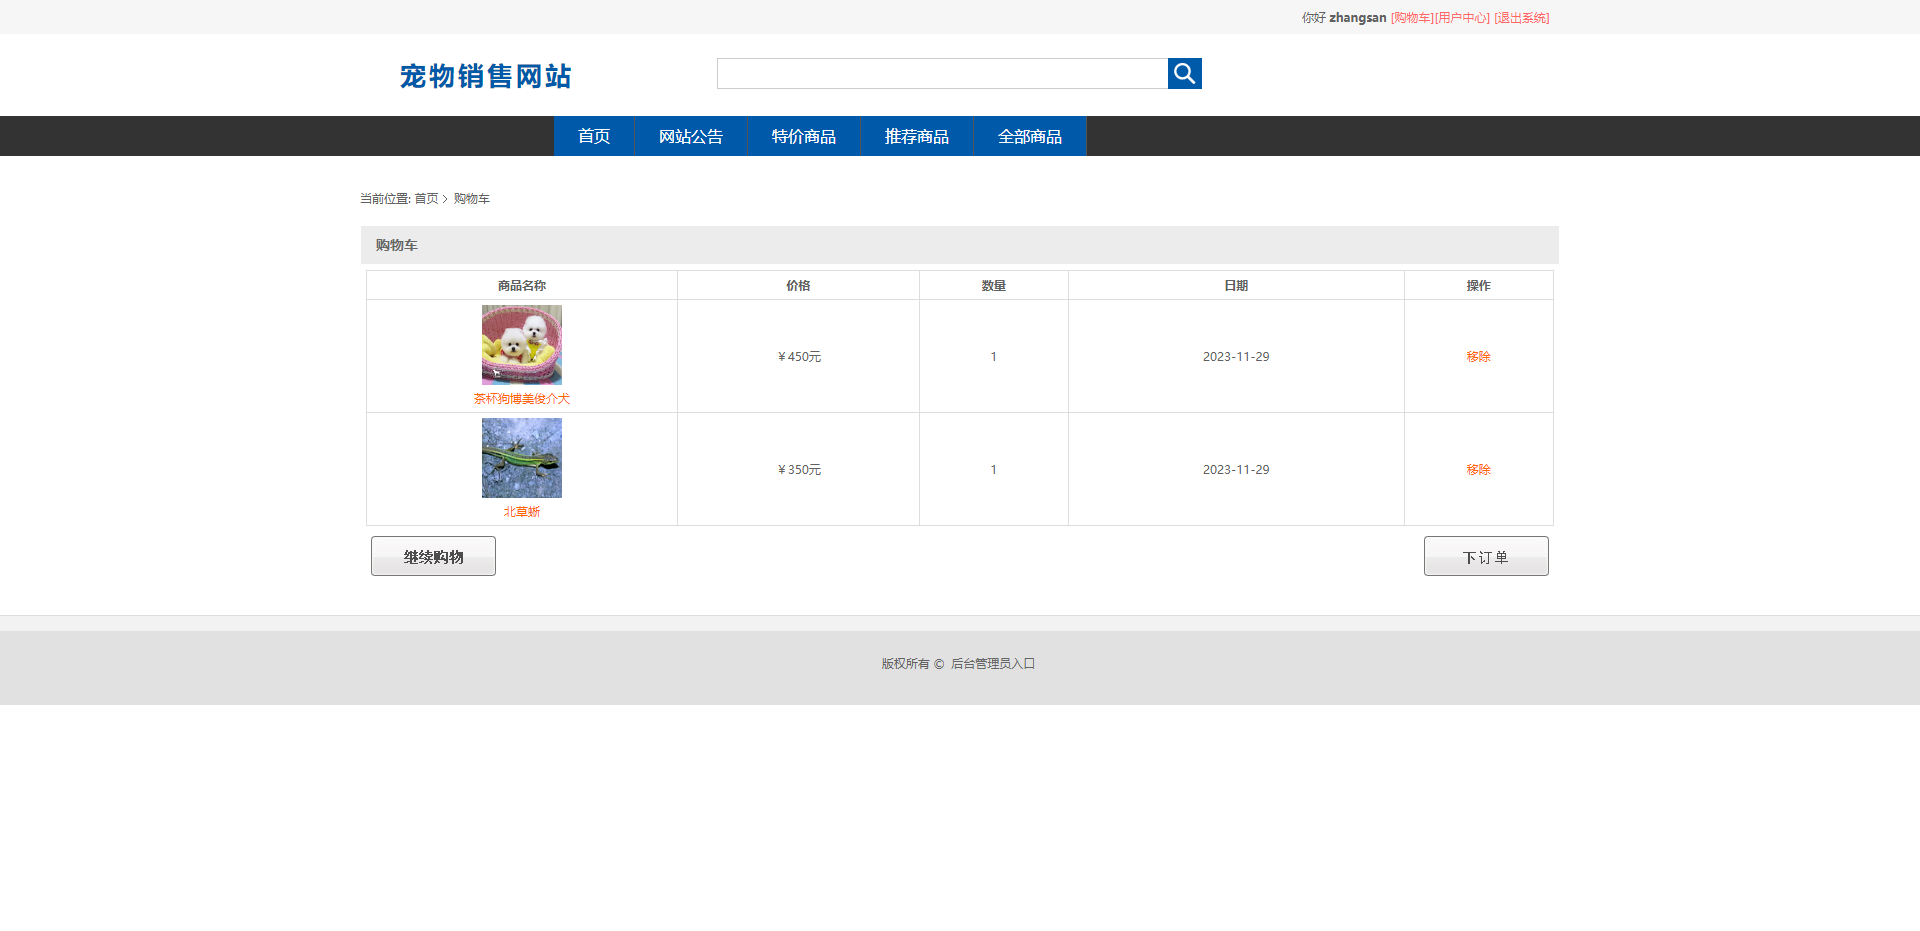 你好 zhangsan [购物车][用户中心] [退出系统]
宠物销售网站
首页 网站公告 特价商品 推荐商品 全部商品
当前位置: 首页 > 购物车
购物车
商品名称 价格 数量 日期 操作
茶杯狗博美俊介犬 ¥450元 1 2023-11-29 移除
北草蜥 ¥350元 1 2023-11-29 移除
继续购物 下订单
版权所有 © 后台管理员入口